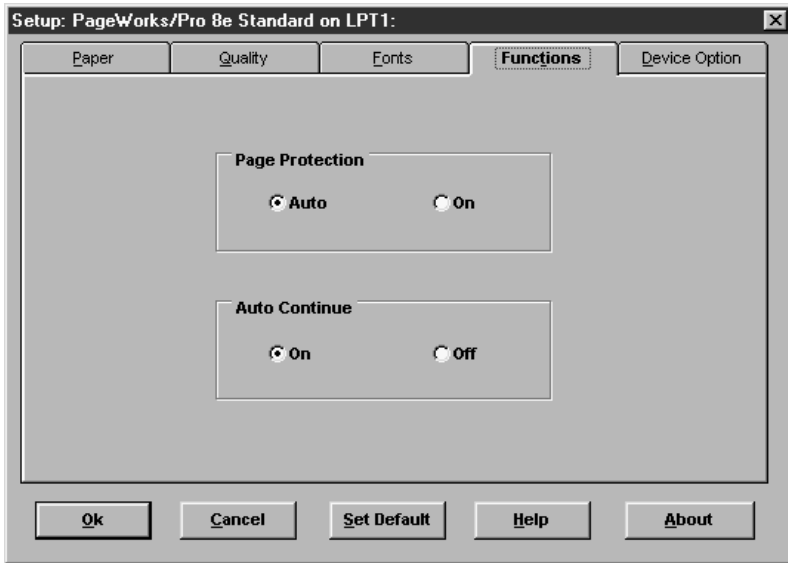 Setup: PageWorks/Pro 8e Standard on LPT1:
Paper Quality Fonts Functions Device Option
Page Protection
Auto On
Auto Continue
On Off
Ok Cancel Set Default Help About